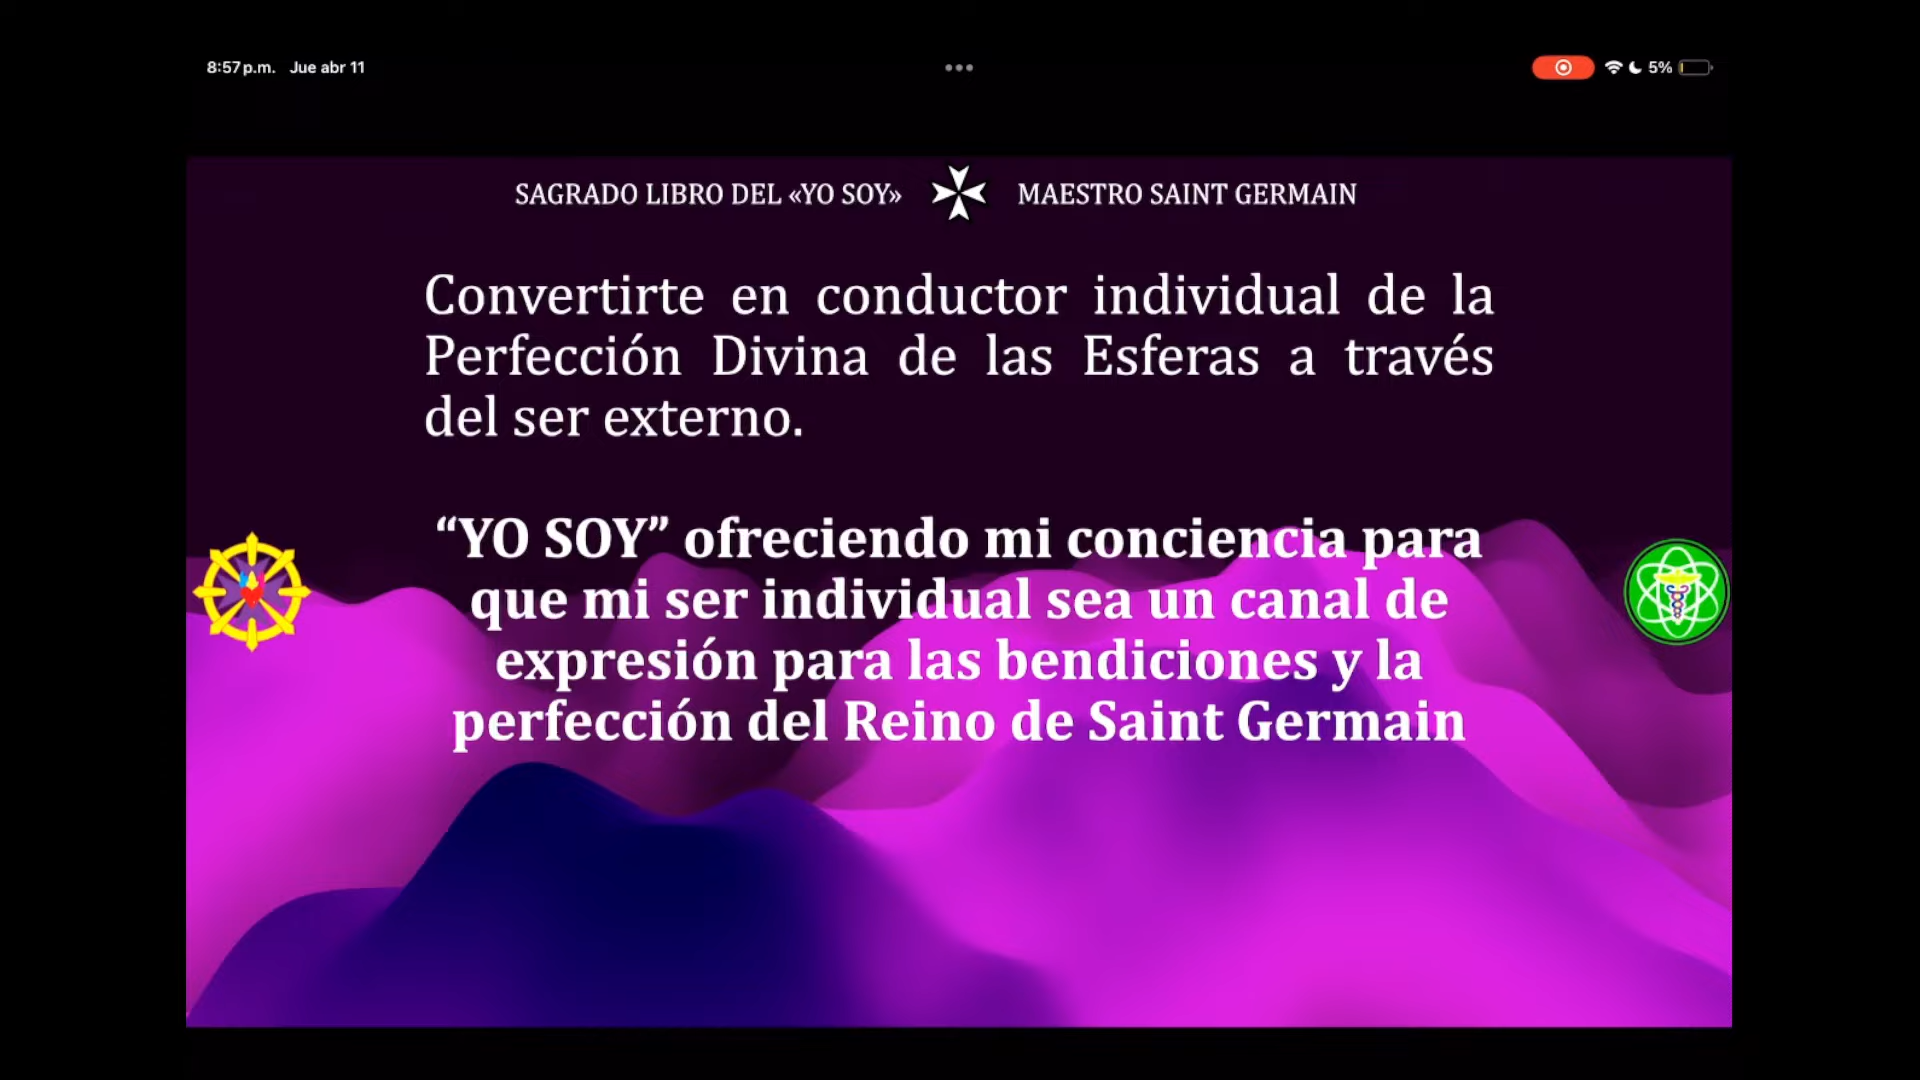 8:57 p.m. Jue abr 11
5%
SAGRADO LIBRO DEL «YO SOY» MAESTRO SAINT GERMAIN
Convertirte en conductor individual de la
Perfección Divina de las Esferas a través
del ser externo.
“YO SOY” ofreciendo mi conciencia para
que mi ser individual sea un canal de
expresión para las bendiciones y la
perfección del Reino de Saint Germain